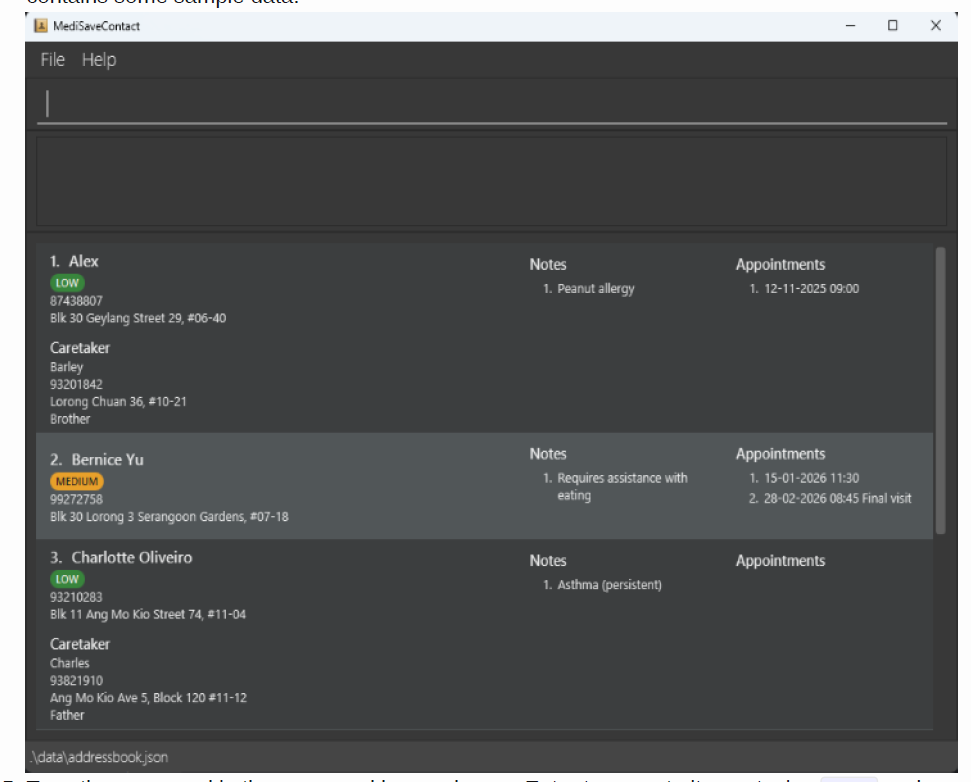 contains some sample data.
MediSaveContact
File Help
1. Alex
LOW
87438807
Blk 30 Geylang Street 29, #06-40
Caretaker
Barley
93201842
Lorong Chuan 36, #10-21
Brother
Notes
1. Peanut allergy
Appointments
1. 12-11-2025 09:00
2. Bernice Yu
MEDIUM
99272758
Blk 30 Lorong 3 Serangoon Gardens, #07-18
Notes
1. Requires assistance with
eating
Appointments
1. 15-01-2026 11:30
2. 28-02-2026 08:45 Final visit
3. Charlotte Oliveiro
LOW
93210283
Blk 11 Ang Mo Kio Street 74, #11-04
Caretaker
Charles
93821910
Ang Mo Kio Ave 5, Block 120 #11-12
Father
Notes
1. Asthma (persistent)
Appointments
.\data\addressbook.json